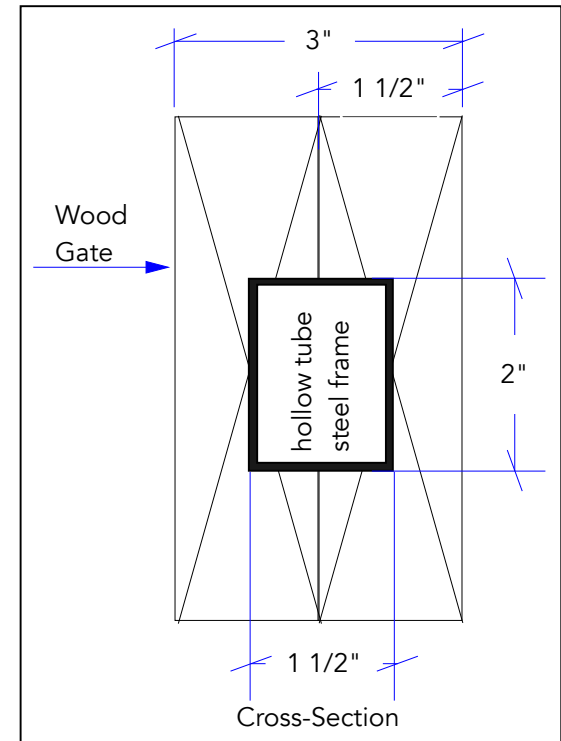 3"
1 1/2"
Wood
Gate
hollow tube
steel frame
2"
1 1/2"
Cross-Section